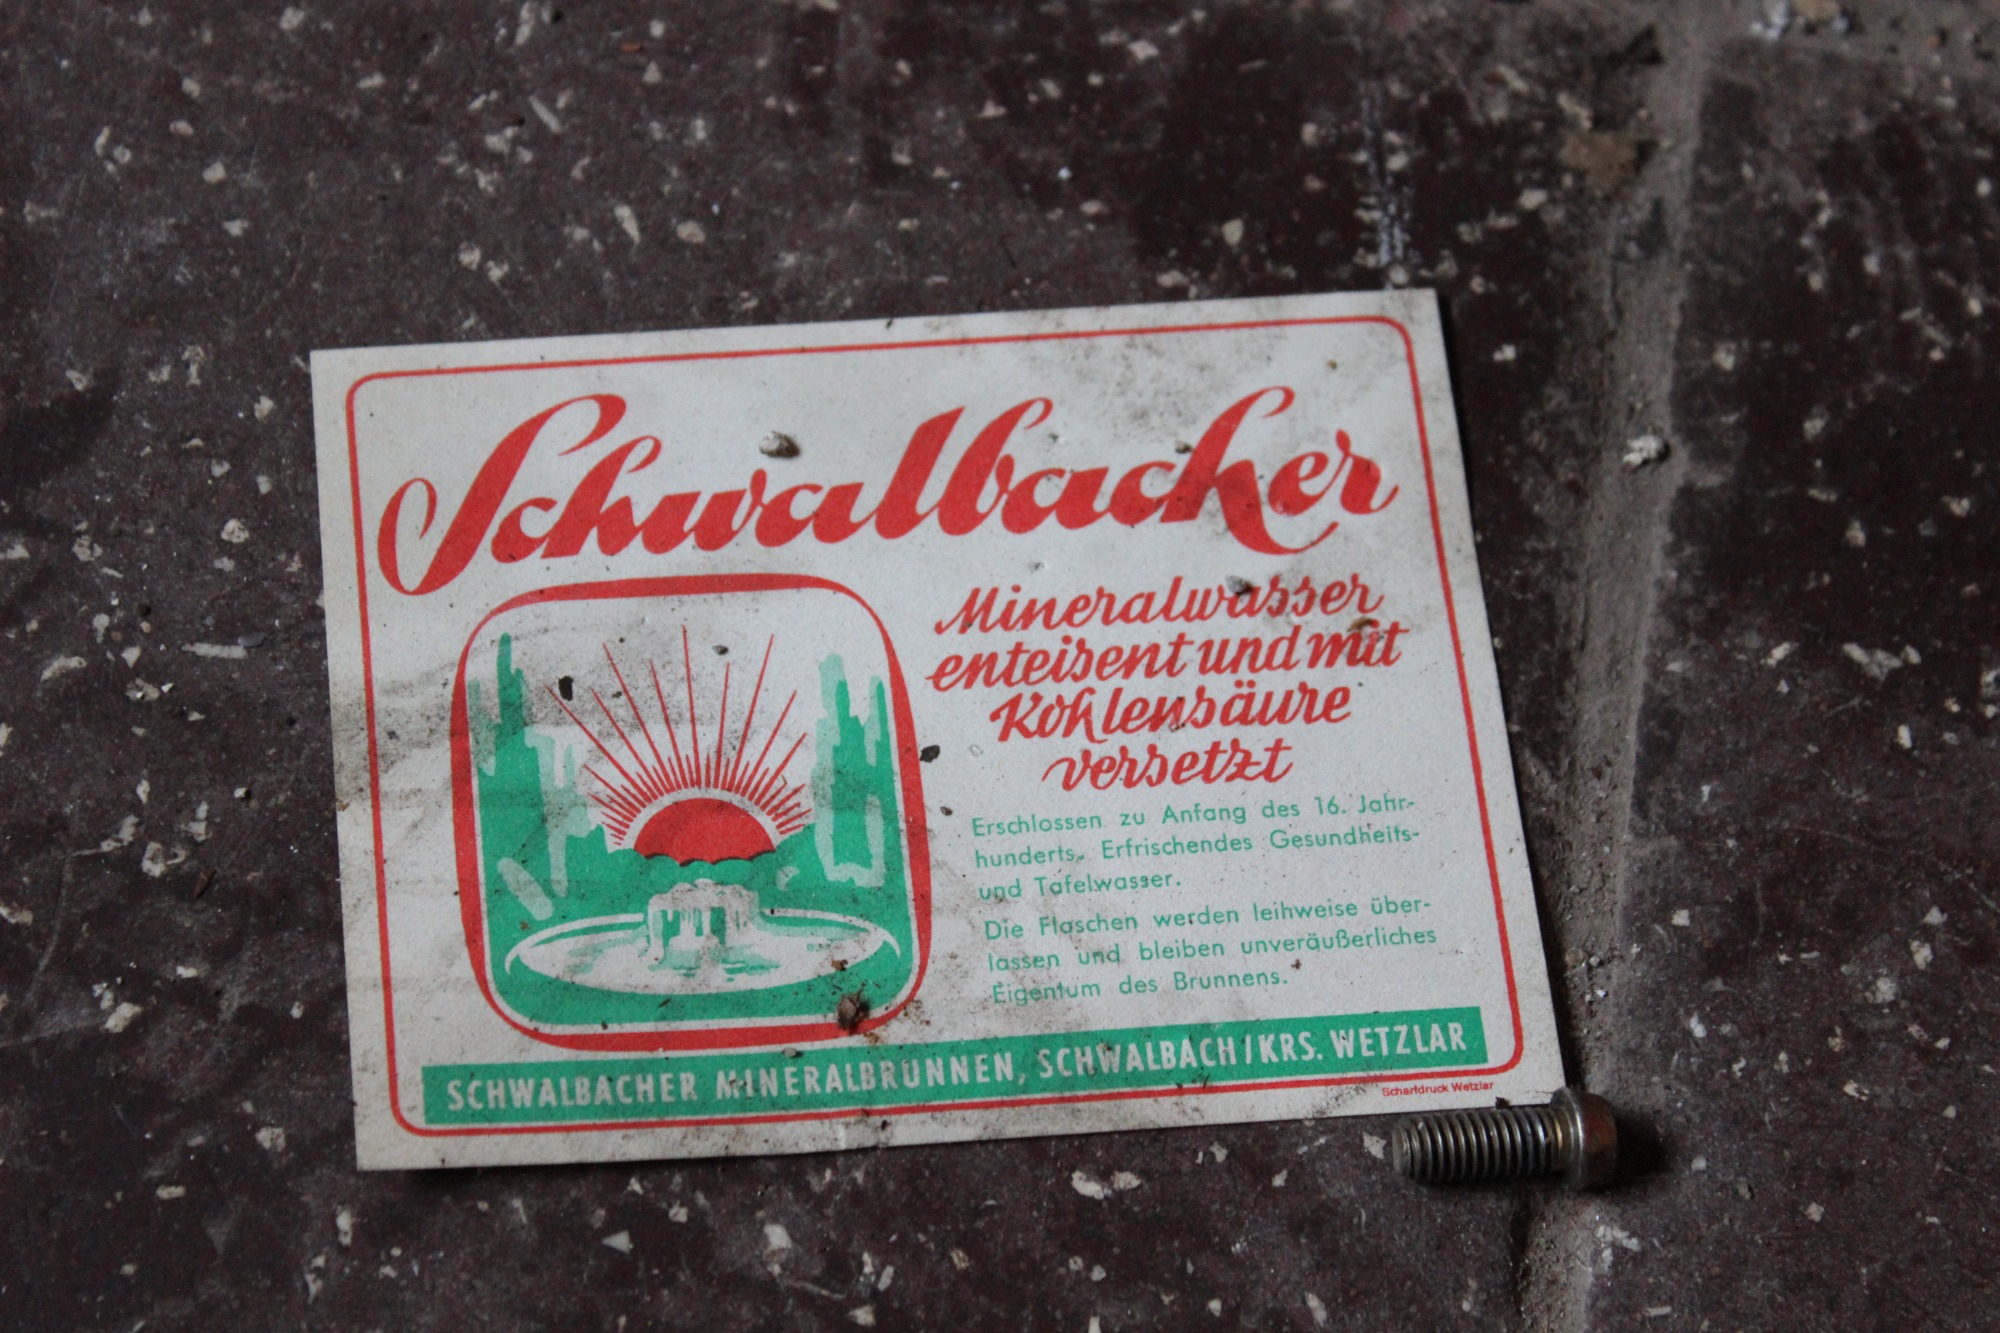 Schwalbacher
Mineralwasser
enteisent und mit
Kohlensäure
versetzt
Erschlossen zu Anfang des 16. Jahr-
hunderts. Erfrischendes Gesundheits-
und Tafelwasser.
Die Flaschen werden leihweise über-
lassen und bleiben unveräußerliches
Eigentum des Brunnens.
SCHWALBACHER MINERALBRUNNEN, SCHWALBACH/KRS. WETZLAR
Scharfdruck Wetzlar